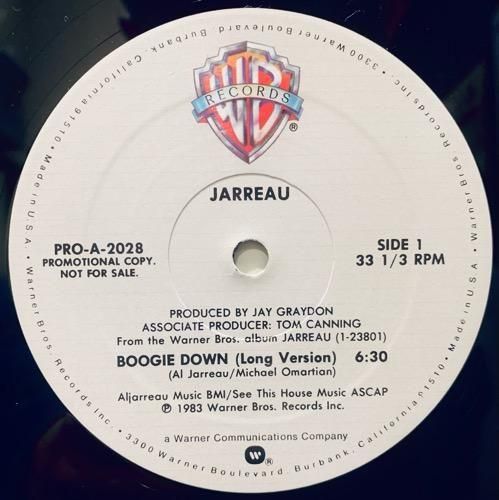 Warner Bros. Records Inc. • 3300 Warner Boulevard, Burbank, California 91510 • Made in U.S.A. • Warner Bros. Records Inc. • 3300 Warner Boulevard, Burbank, California 91510 • Made in U.S.A. •
WB
RECORDS
®
JARREAU
PRO-A-2028
PROMOTIONAL COPY.
NOT FOR SALE.
SIDE 1
33 1/3 RPM
PRODUCED BY JAY GRAYDON
ASSOCIATE PRODUCER: TOM CANNING
From the Warner Bros. album JARREAU (1-23801)
BOOGIE DOWN (Long Version) 6:30
(Al Jarreau/Michael Omartian)
Aljarreau Music BMI/See This House Music ASCAP
℗ 1983 Warner Bros. Records Inc.
a Warner Communications Company
W ®